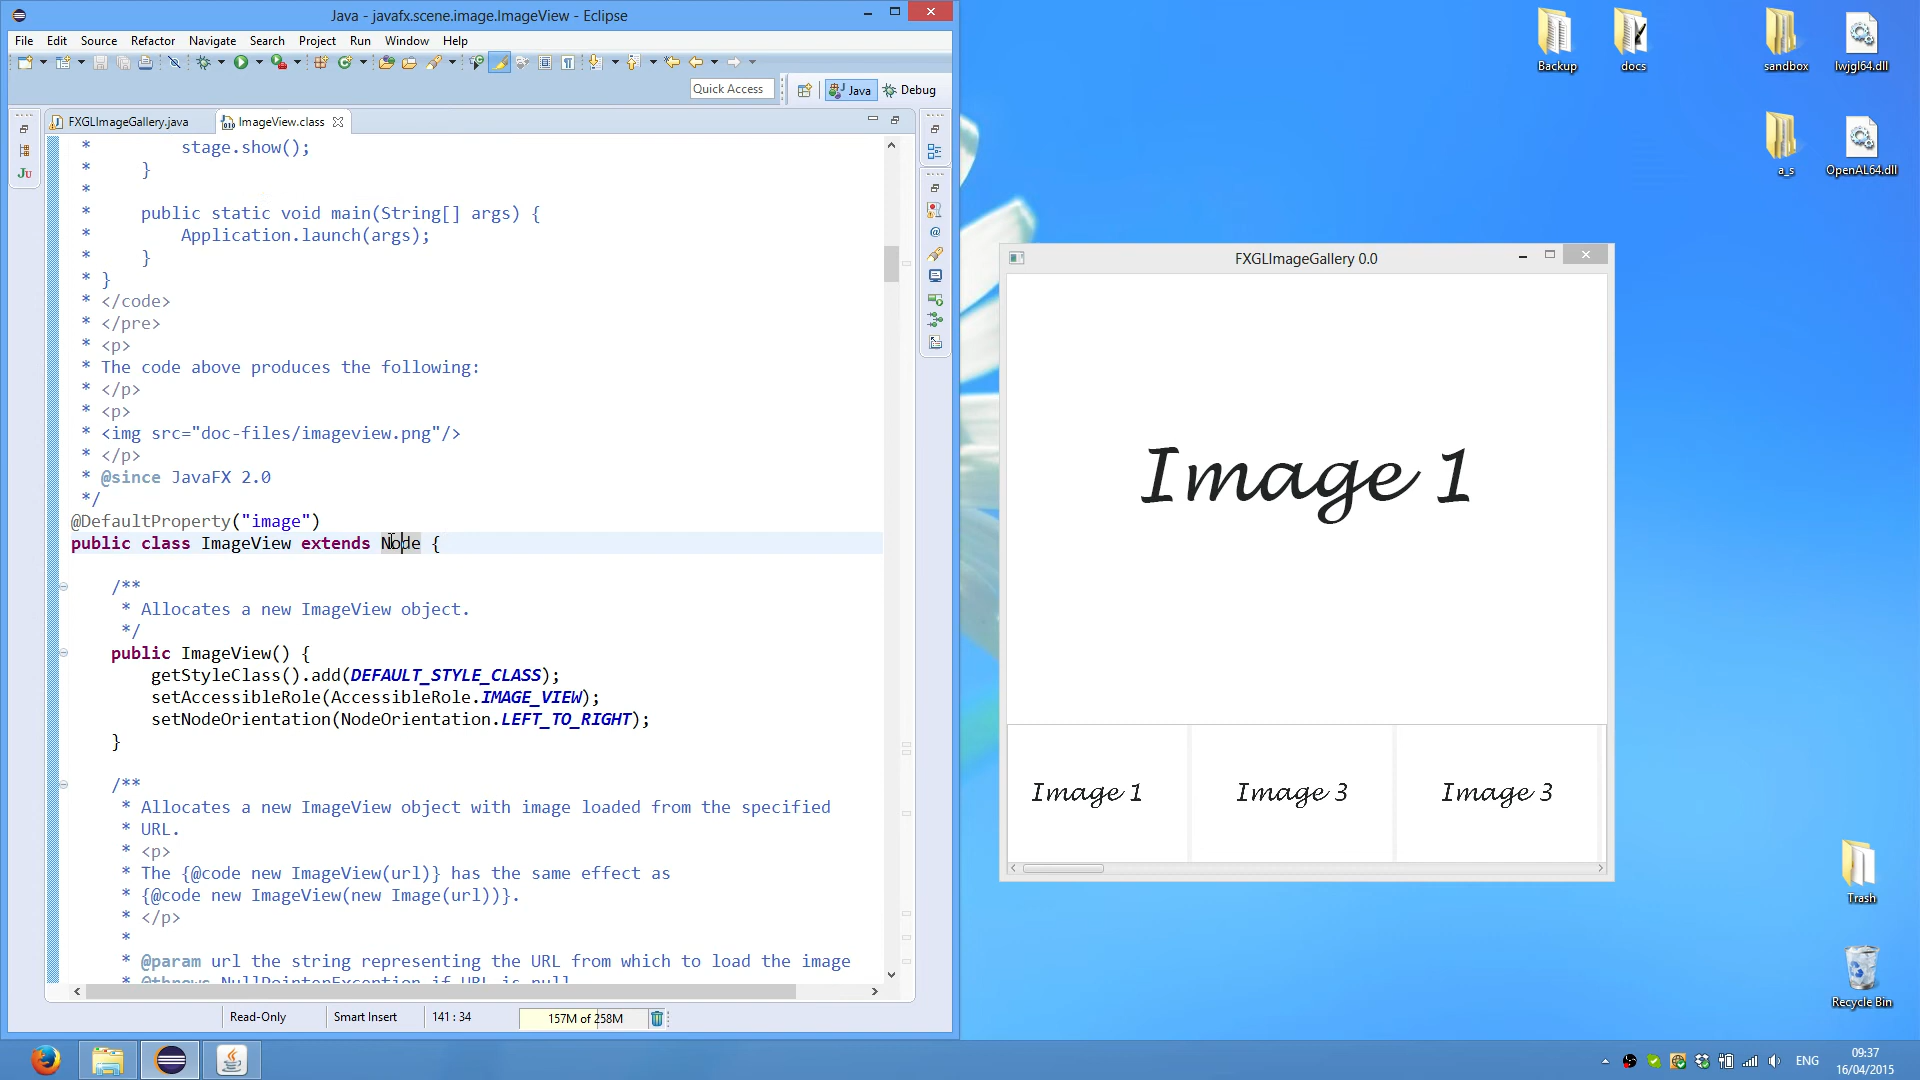 Java - javafx.scene.image.ImageView - Eclipse
File Edit Source Refactor Navigate Search Project Run Window Help
Quick Access
Java
Debug
FXGLImageGallery.java
ImageView.class
 *         stage.show();
 *     }
 *
 *     public static void main(String[] args) {
 *         Application.launch(args);
 *     }
 * }
 * </code>
 * </pre>
 * <p>
 * The code above produces the following:
 * </p>
 * <p>
 * <img src="doc-files/imageview.png"/>
 * </p>
 * @since JavaFX 2.0
 */
@DefaultProperty("image")
public class ImageView extends Node {
    /**
     * Allocates a new ImageView object.
     */
    public ImageView() {
        getStyleClass().add(DEFAULT_STYLE_CLASS);
        setAccessibleRole(AccessibleRole.IMAGE_VIEW);
        setNodeOrientation(NodeOrientation.LEFT_TO_RIGHT);
    }
    /**
     * Allocates a new ImageView object with image loaded from the specified
     * URL.
     * <p>
     * The {@code new ImageView(url)} has the same effect as
     * {@code new ImageView(new Image(url))}.
     * </p>
     *
     * @param url the string representing the URL from which to load the image
     * @throws NullPointerException if URL is null
Read-Only
Smart Insert
141 : 34
157M of 258M
FXGLImageGallery 0.0
Image 1
Image 1
Image 3
Image 3
Backup
docs
sandbox
lwjgl64.dll
a_s
OpenAL64.dll
Trash
Recycle Bin
ENG
09:37
16/04/2015